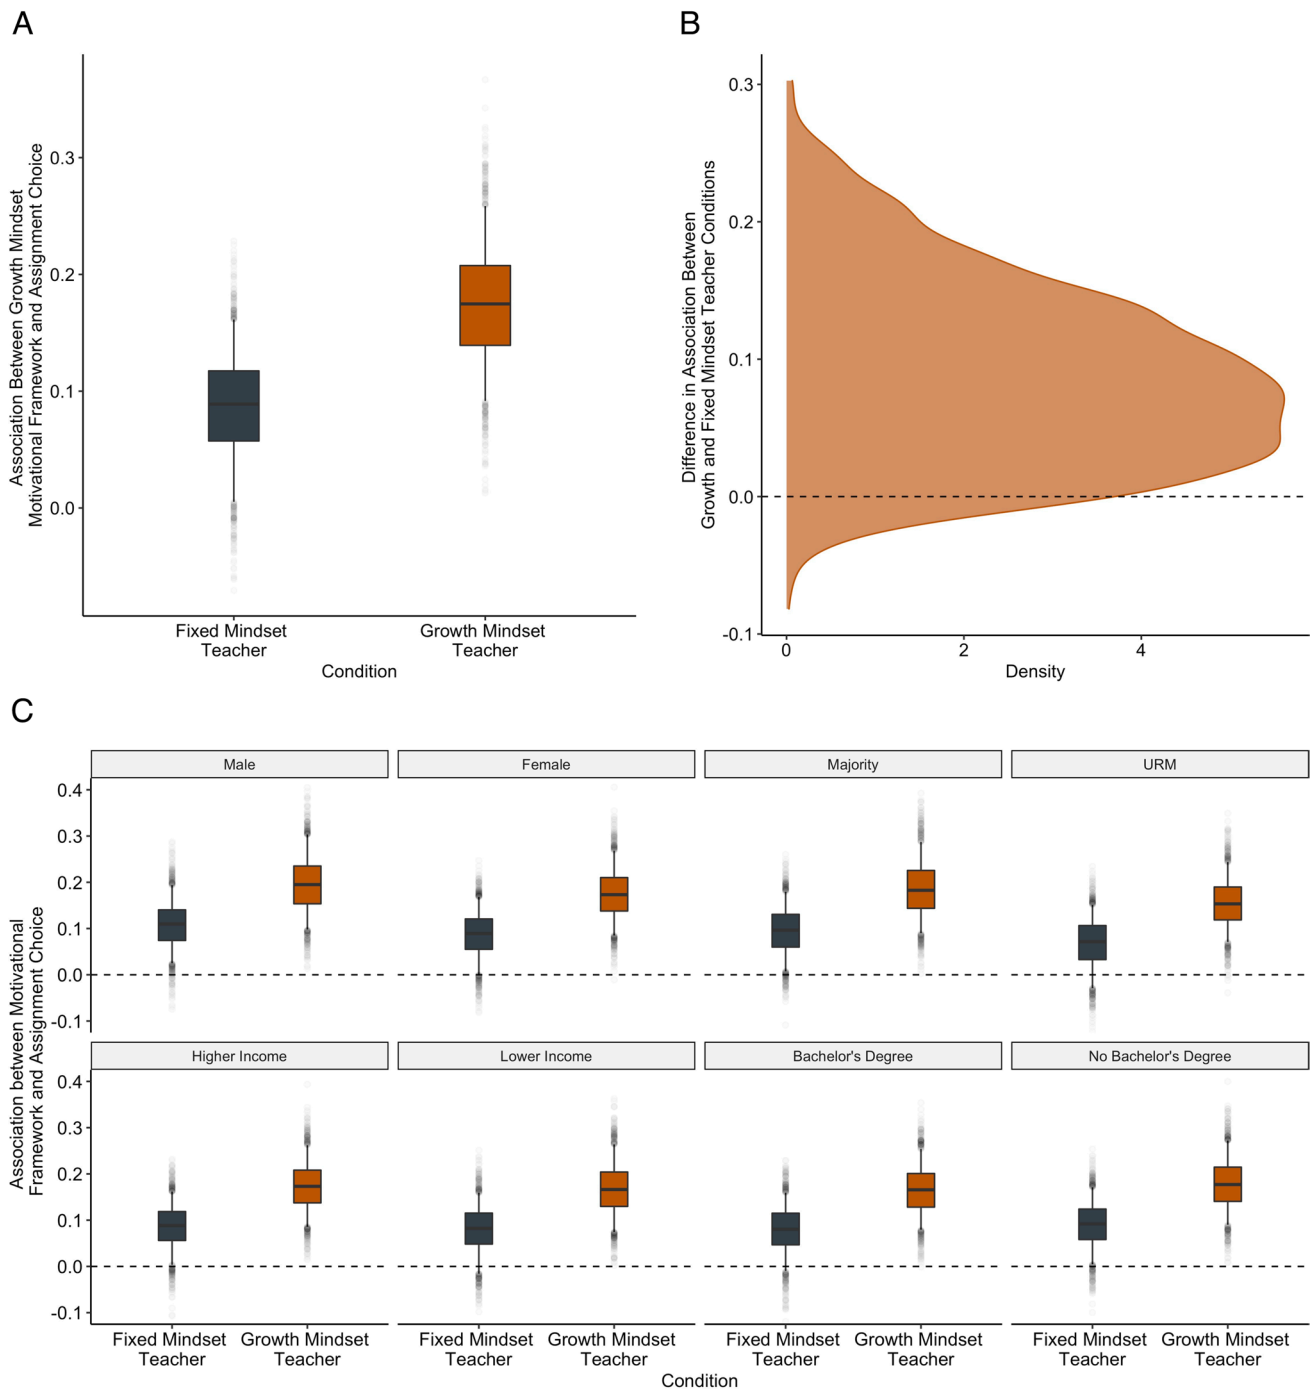 A
Association Between Growth Mindset
Motivational Framework and Assignment Choice
0.3
0.2
0.1
0.0
Fixed Mindset
Teacher
Growth Mindset
Teacher
Condition
B
Difference in Association Between
Growth and Fixed Mindset Teacher Conditions
0.3
0.2
0.1
0.0
-0.1
0
2
4
Density
C
Association between Motivational
Framework and Assignment Choice
Male
Female
Majority
URM
0.4
0.3
0.2
0.1
0.0
-0.1
Higher Income
Lower Income
Bachelor's Degree
No Bachelor's Degree
0.4
0.3
0.2
0.1
0.0
-0.1
Fixed Mindset
Teacher
Growth Mindset
Teacher
Fixed Mindset
Teacher
Growth Mindset
Teacher
Fixed Mindset
Teacher
Growth Mindset
Teacher
Fixed Mindset
Teacher
Growth Mindset
Teacher
Condition